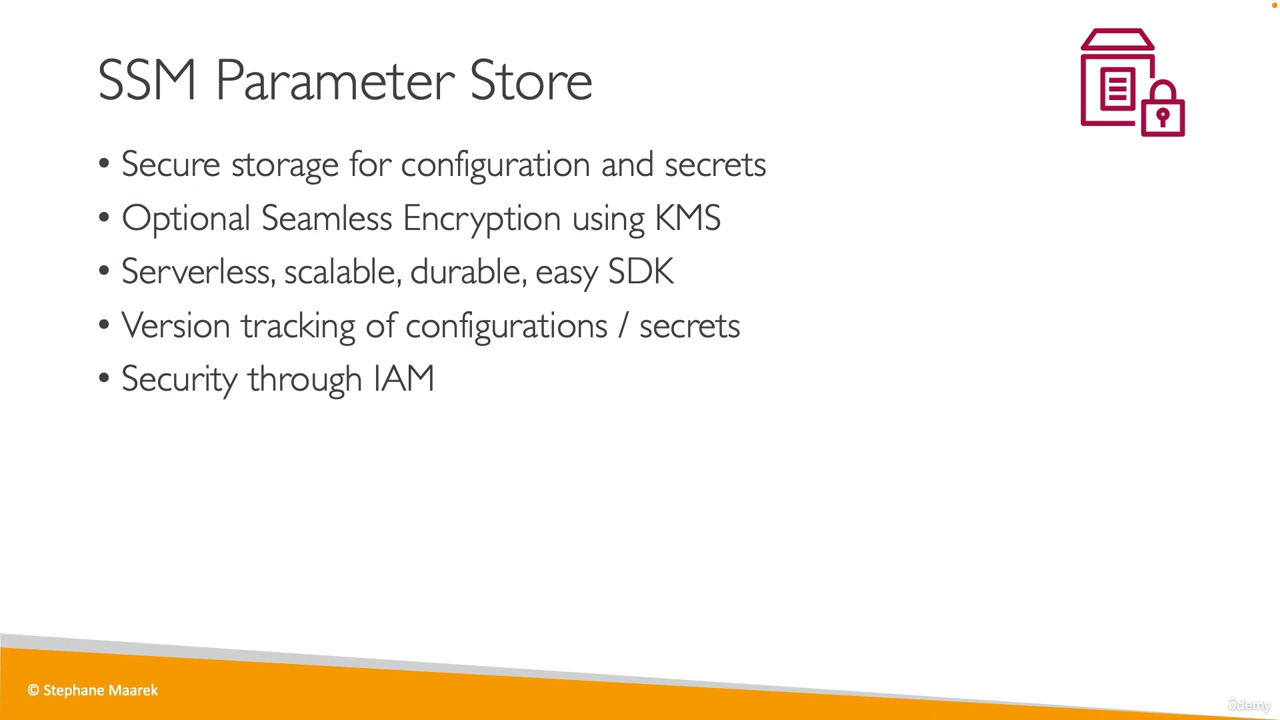 SSM Parameter Store
• Secure storage for configuration and secrets
• Optional Seamless Encryption using KMS
• Serverless, scalable, durable, easy SDK
• Version tracking of configurations / secrets
• Security through IAM
© Stephane Maarek
ûdemy